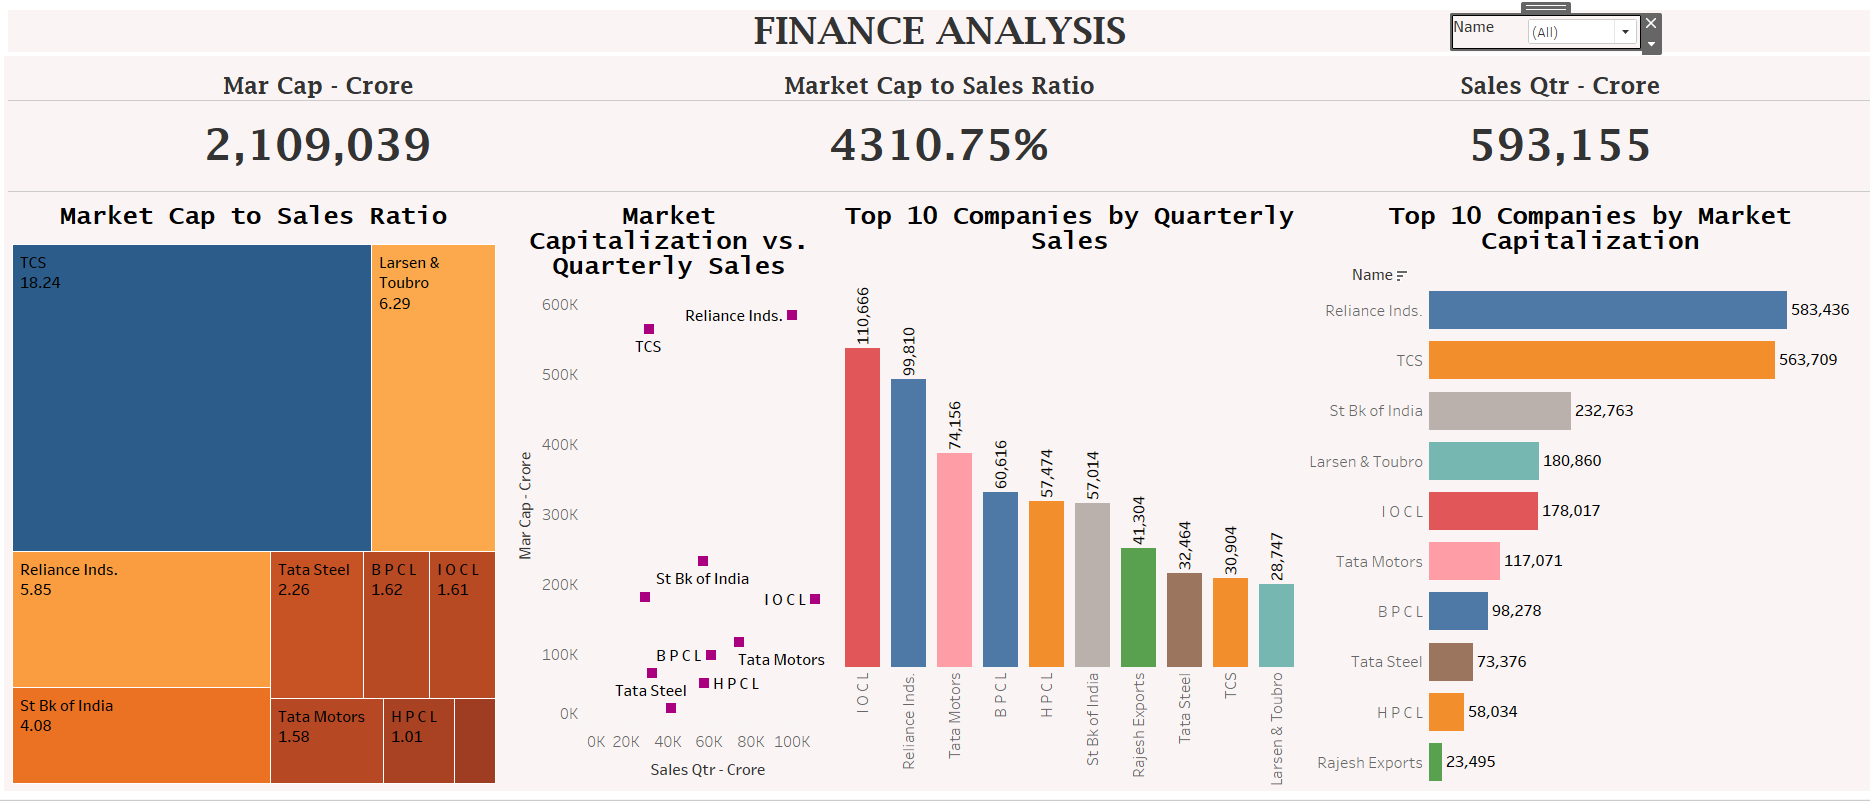 FINANCE ANALYSIS
Name
(All)
Mar Cap - Crore
Market Cap to Sales Ratio
Sales Qtr - Crore
2,109,039
4310.75%
593,155
Market Cap to Sales Ratio
TCS
18.24
Larsen &
Toubro
6.29
Reliance Inds.
5.85
Tata Steel
2.26
B P C L
1.62
I O C L
1.61
St Bk of India
4.08
Tata Motors
1.58
H P C L
1.01
Market
Capitalization vs.
Quarterly Sales
600K
500K
400K
300K
200K
100K
0K
Mar Cap - Crore
Reliance Inds.
TCS
St Bk of India
I O C L
B P C L
Tata Motors
Tata Steel
H P C L
0K 20K 40K 60K 80K 100K
Sales Qtr - Crore
Top 10 Companies by Quarterly
Sales
110,666
99,810
74,156
60,616
57,474
57,014
41,304
32,464
30,904
28,747
I O C L
Reliance Inds.
Tata Motors
B P C L
H P C L
St Bk of India
Rajesh Exports
Tata Steel
TCS
Larsen & Toubro
Top 10 Companies by Market
Capitalization
Name
Reliance Inds. 583,436
TCS 563,709
St Bk of India 232,763
Larsen & Toubro 180,860
I O C L 178,017
Tata Motors 117,071
B P C L 98,278
Tata Steel 73,376
H P C L 58,034
Rajesh Exports 23,495